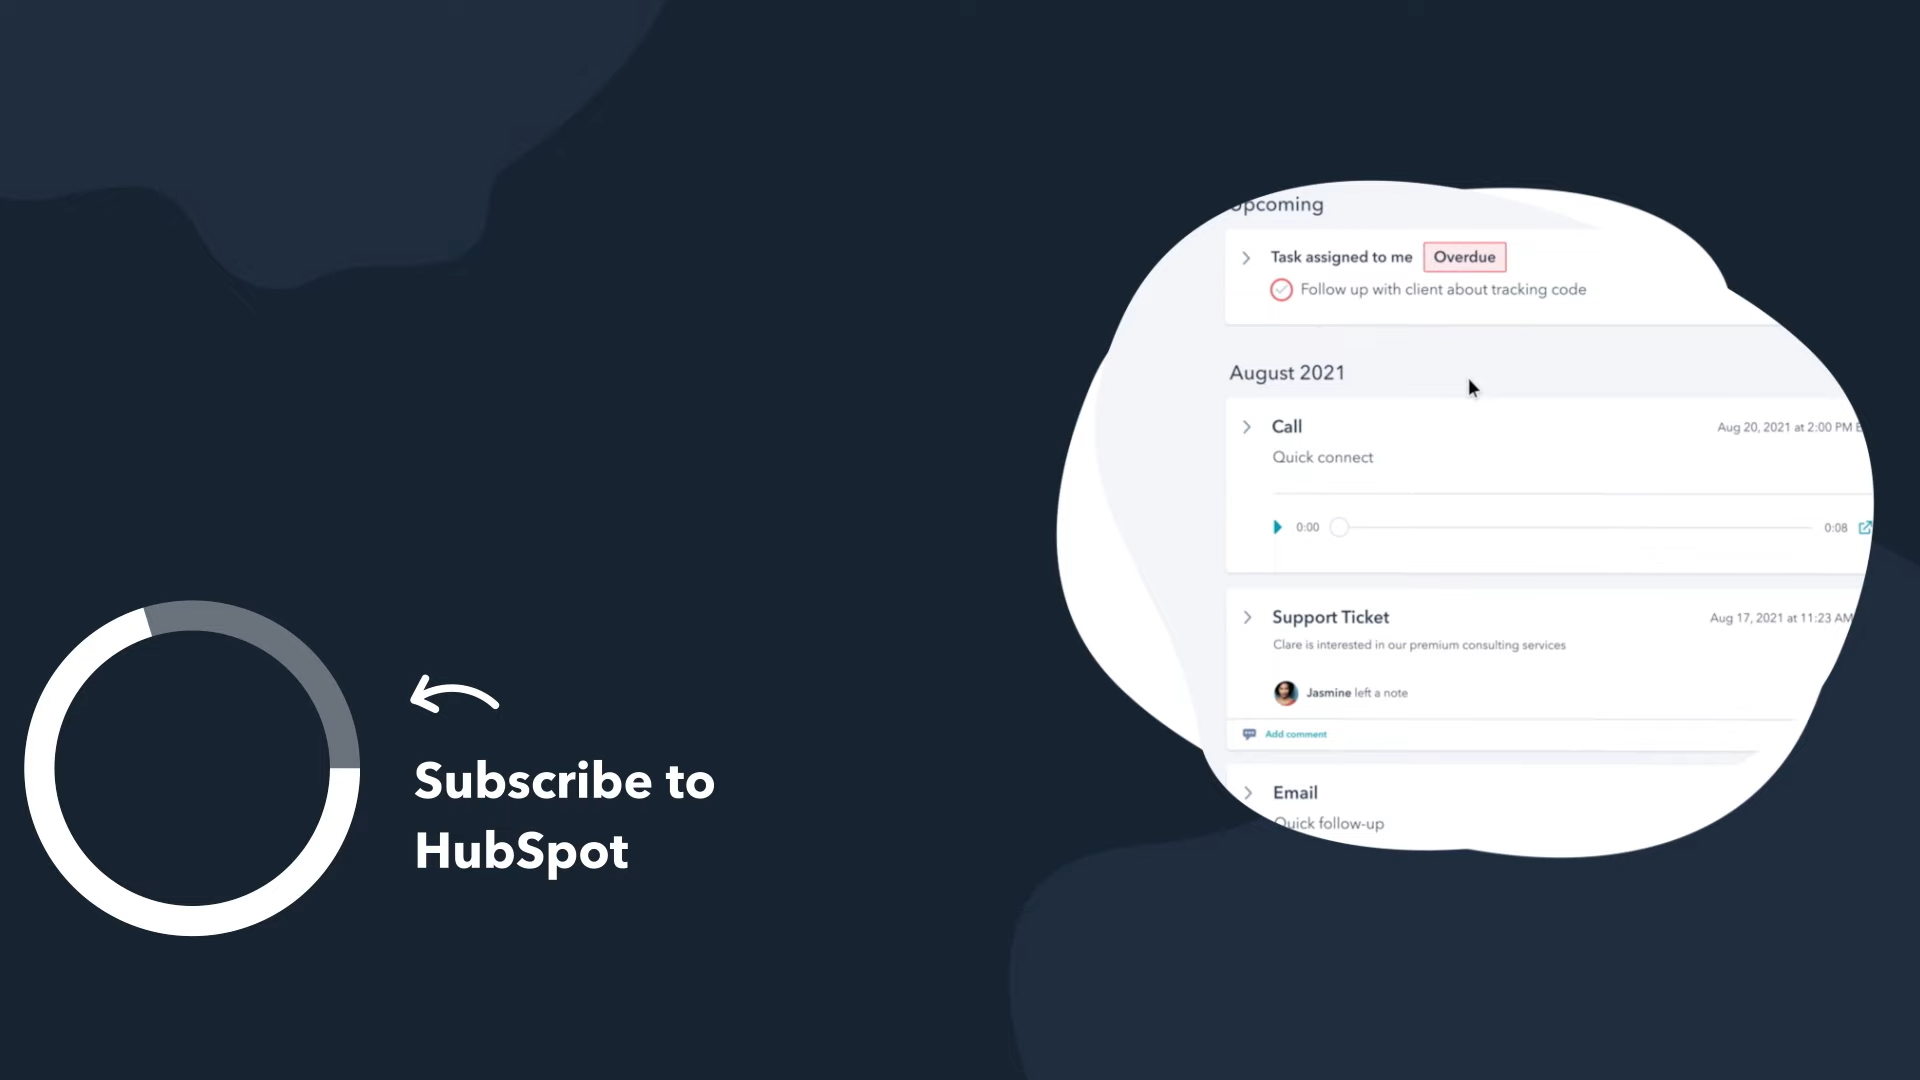 Upcoming
Task assigned to me Overdue
Follow up with client about tracking code
August 2021
Call Aug 20, 2021 at 2:00 PM
Quick connect
0:00 0:08
Support Ticket Aug 17, 2021 at 11:23 AM
Clare is interested in our premium consulting services
Jasmine left a note
Add comment
Email
Quick follow-up
Subscribe to
HubSpot